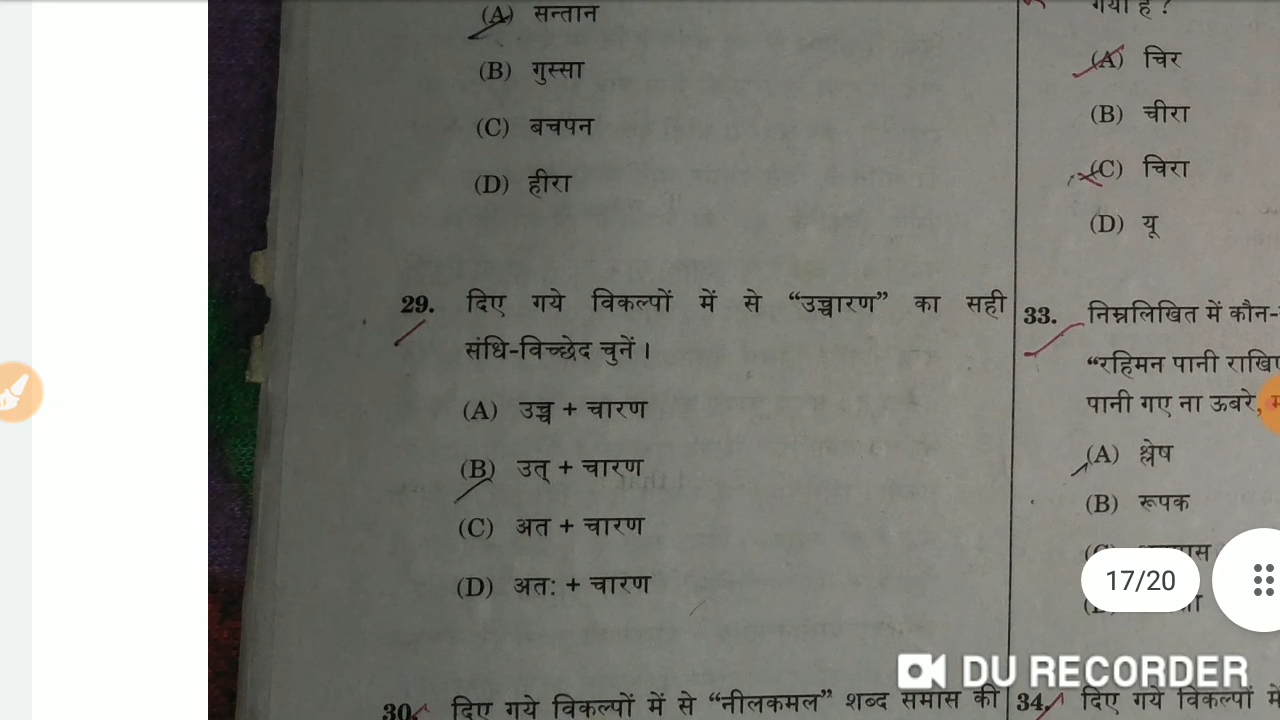 (A) सन्तान
(B) गुस्सा
(C) बचपन
(D) हीरा
29. दिए गये विकल्पों में से “उच्चारण” का सही
संधि-विच्छेद चुनें।
(A) उच्च + चारण
(B) उत् + चारण
(C) अत + चारण
(D) अतः + चारण
30. दिए गये विकल्पों में से “नीलकमल” शब्द समास की
गया है ?
(A) चिर
(B) चीरा
(C) चिरा
(D) यू
33. निम्नलिखित में कौन-
“रहिमन पानी
पानी गए ना ऊबरे,
(A) श्लेष
(B) रूपक
34. दिए गये विकल्पों
17/20
DU RECORDER